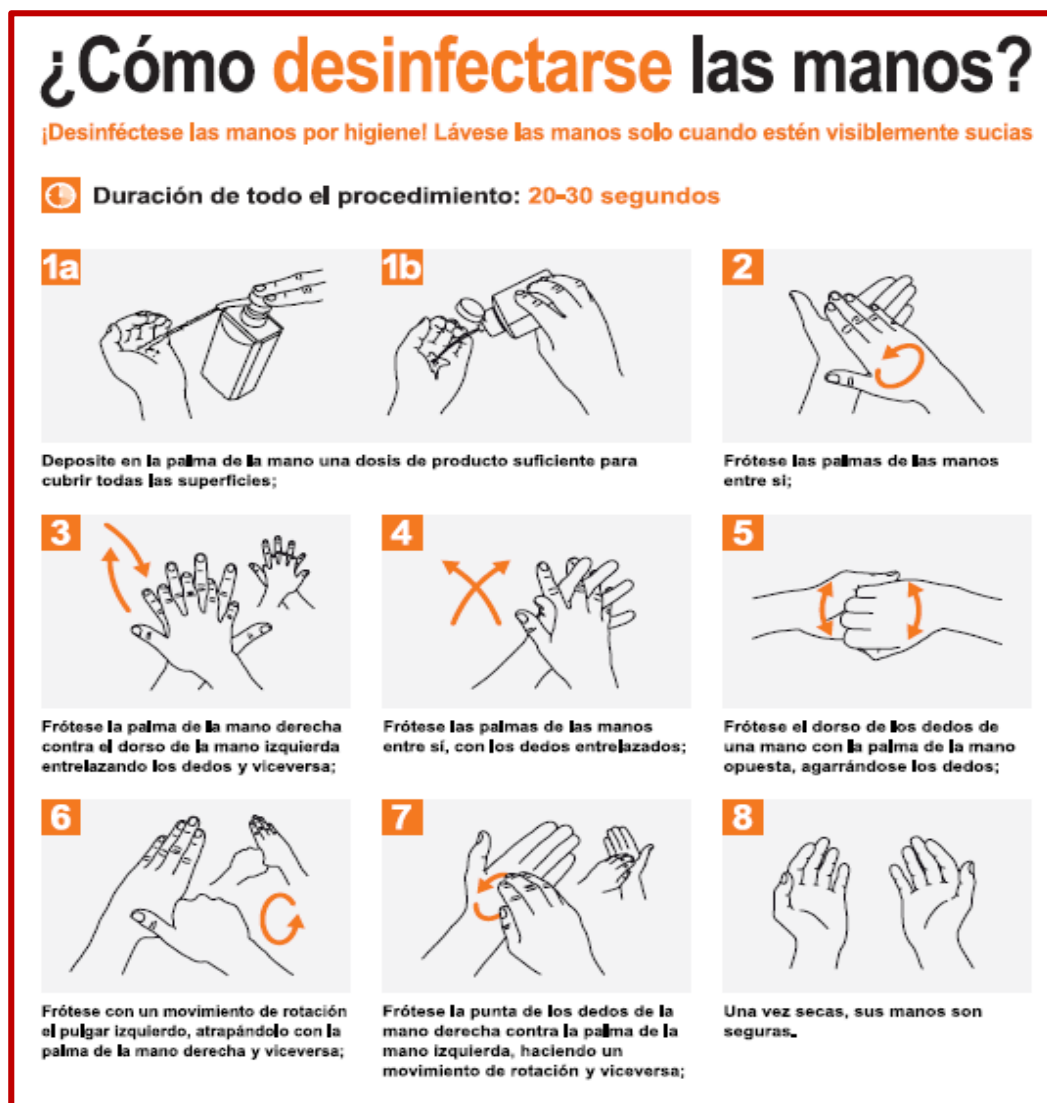 ¿Cómo desinfectarse las manos?
¡Desinféctese las manos por higiene! Lávese las manos solo cuando estén visiblemente sucias
Duración de todo el procedimiento: 20-30 segundos
1a
1b
Deposite en la palma de la mano una dosis de producto suficiente para
cubrir todas las superficies;
2
Frótese las palmas de las manos
entre si;
3
Frótese la palma de la mano derecha
contra el dorso de la mano izquierda
entrelazando los dedos y viceversa;
4
Frótese las palmas de las manos
entre sí, con los dedos entrelazados;
5
Frótese el dorso de los dedos de
una mano con la palma de la mano
opuesta, agarrándose los dedos;
6
Frótese con un movimiento de rotación
el pulgar izquierdo, atrapándolo con la
palma de la mano derecha y viceversa;
7
Frótese la punta de los dedos de la
mano derecha contra la palma de la
mano izquierda, haciendo un
movimiento de rotación y viceversa;
8
Una vez secas, sus manos son
seguras.